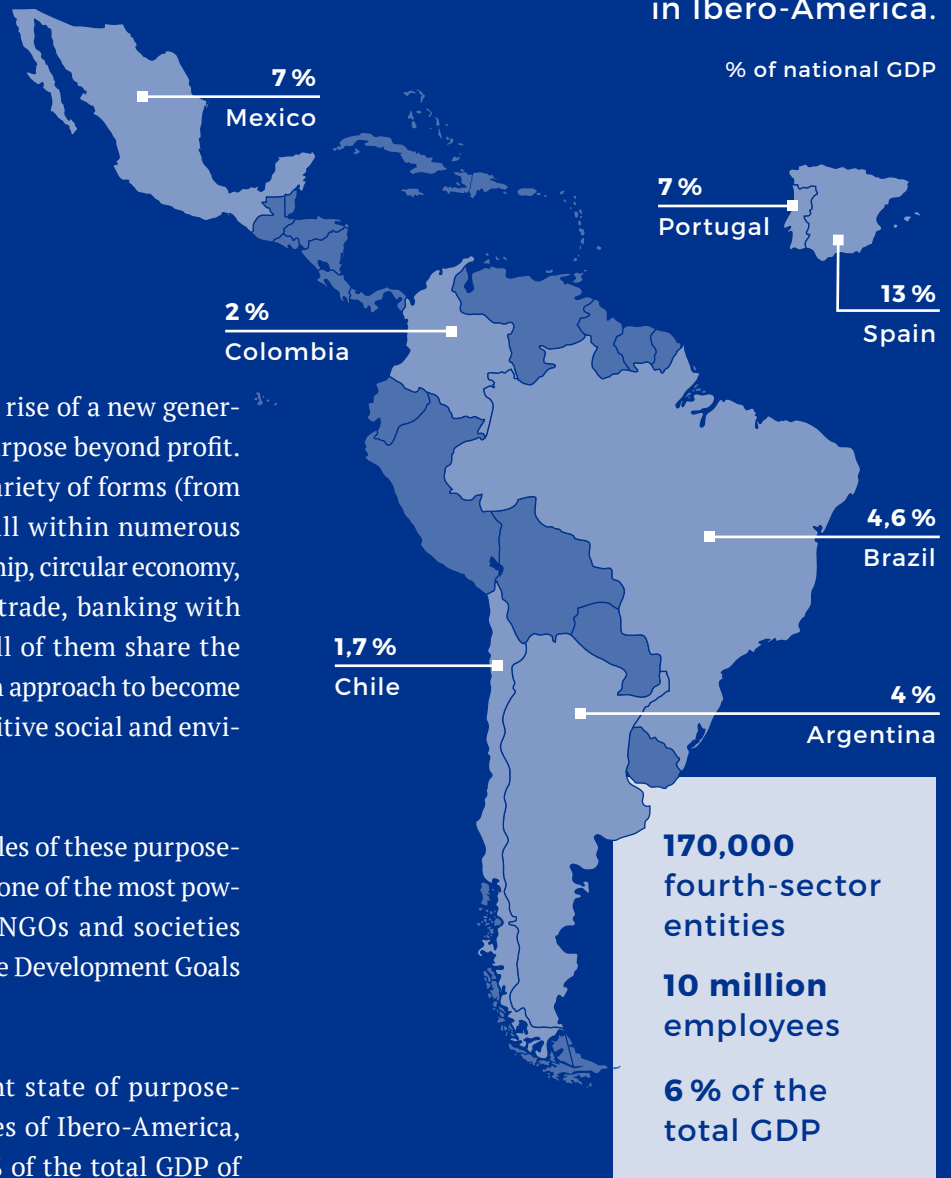 in Ibero-America.
% of national GDP
7 %
Mexico
7 %
Portugal
13 %
Spain
2 %
Colombia
4,6 %
Brazil
1,7 %
Chile
4 %
Argentina
rise of a new gener-
rpose beyond profit.
ariety of forms (from
ll within numerous
hip, circular economy,
trade, banking with
ll of them share the
approach to become
itive social and envi-
les of these purpose-
one of the most pow-
NGOs and societies
e Development Goals
nt state of purpose-
es of Ibero-America,
% of the total GDP of
170,000
fourth-sector
entities
10 million
employees
6 % of the
total GDP